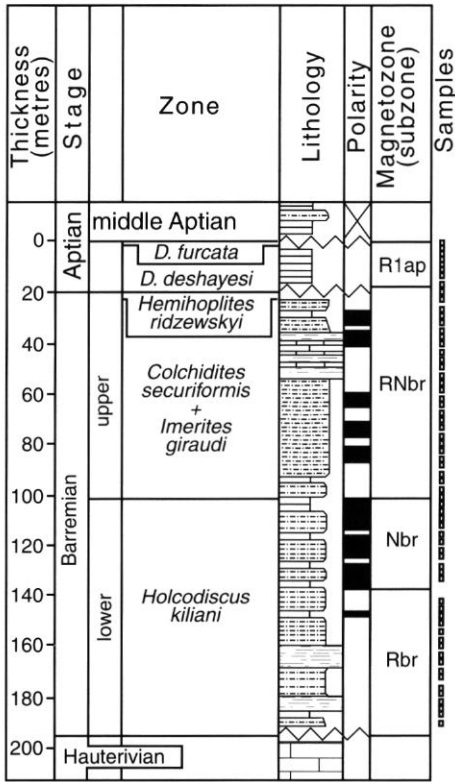 Thickness
(metres)
Stage
Zone
Lithology
Polarity
Magnetozone
(subzone)
Samples
middle Aptian
Aptian
0
D. furcata
D. deshayesi
R1ap
20
Hemihoplites
ridzewskyi
40
Colchidites
securiformis
+
Imerites
giraudi
upper
RNbr
60
80
100
Barremian
Nbr
120
Holcodiscus
kiliani
lower
140
160
Rbr
180
200
Hauterivian